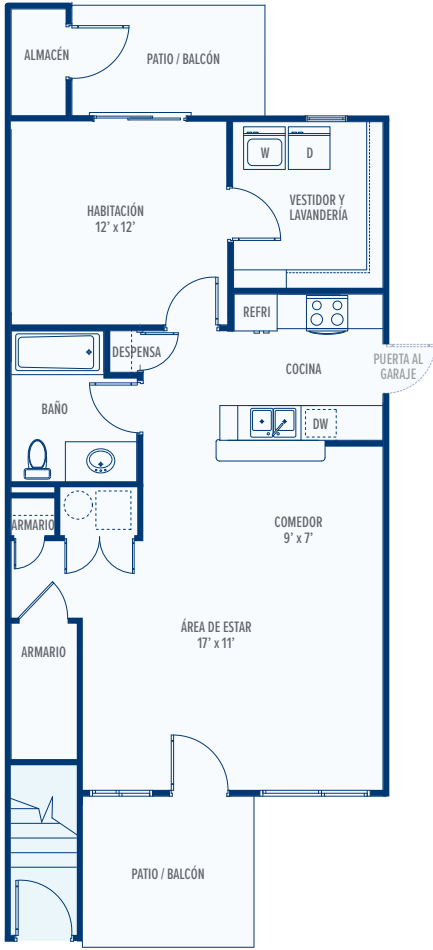 ALMACÉN
PATIO / BALCÓN
W
D
VESTIDOR Y
LAVANDERÍA
HABITACIÓN
12’ x 12’
REFRI
DESPENSA
COCINA
PUERTA AL
GARAJE
BAÑO
DW
ARMARIO
COMEDOR
9’ x 7’
ÁREA DE ESTAR
17’ x 11’
ARMARIO
PATIO / BALCÓN